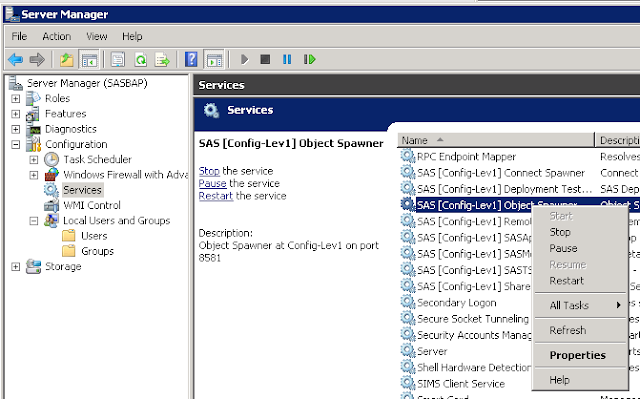 Server Manager
File Action View Help
Server Manager (SASBAP)
Roles
Features
Diagnostics
Configuration
Task Scheduler
Windows Firewall with Adva
Services
WMI Control
Local Users and Groups
Users
Groups
Storage
Services
Services
SAS [Config-Lev1] Object Spawner
Stop the service
Pause the service
Restart the service
Description:
Object Spawner at Config-Lev1 on port
8581
Name Descriptio
RPC Endpoint Mapper Resolves
SAS [Config-Lev1] Connect Spawner Connect
SAS [Config-Lev1] Deployment Test... SAS Dep
SAS [Config-Lev1] Object Spawner Object S
SAS [Config-Lev1] Remo
SAS [Config-Lev1] SASAp
SAS [Config-Lev1] SASM
SAS [Config-Lev1] SASTS
SAS [Config-Lev1] Share
Secondary Logon
Secure Socket Tunneling
Security Accounts Manag
Server
Shell Hardware Detection
SIMS Client Service
Smart Card
Start
Stop
Pause
Resume
Restart
All Tasks
Refresh
Properties
Help